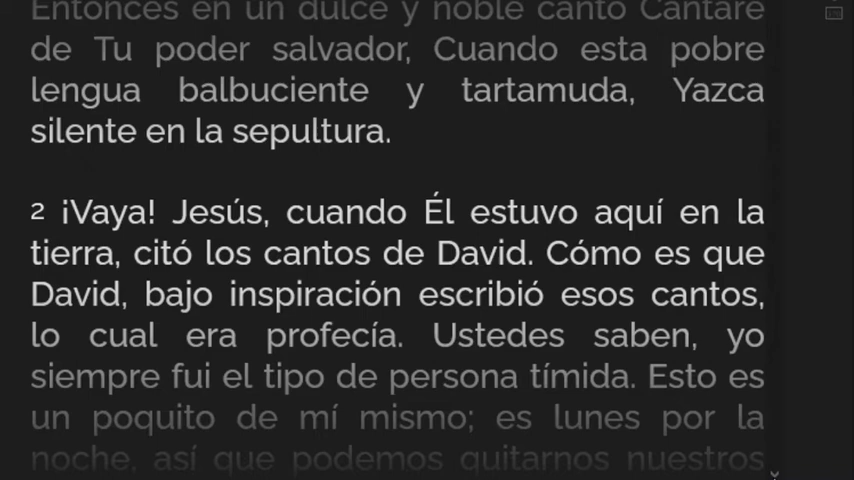 Entonces en un dulce y noble canto Cantaré
de Tu poder salvador, Cuando esta pobre
lengua balbuciente y tartamuda, Yazca
silente en la sepultura.
2 ¡Vaya! Jesús, cuando Él estuvo aquí en la
tierra, citó los cantos de David. Cómo es que
David, bajo inspiración escribió esos cantos,
lo cual era profecía. Ustedes saben, yo
siempre fui el tipo de persona tímida. Esto es
un poquito de mí mismo; es lunes por la
noche, así que podemos quitarnos nuestros